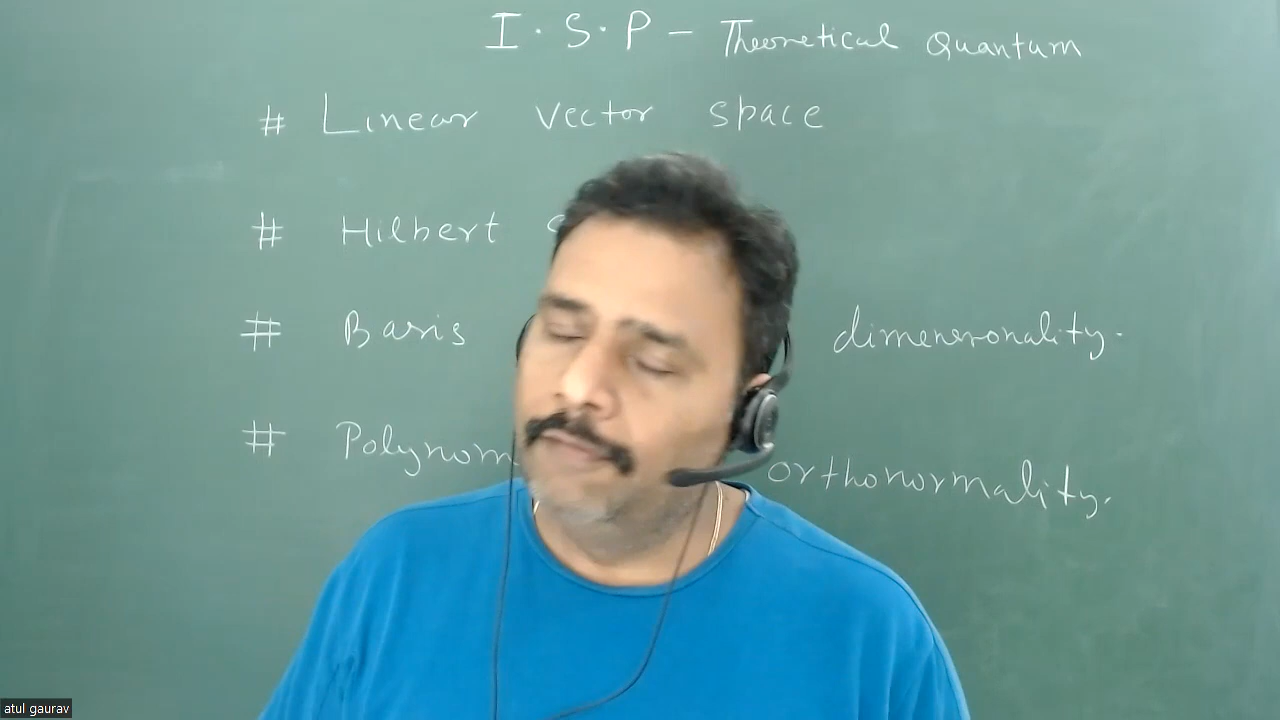 I.S.P - Theoretical Quantum
# Linear vector space
# Hilbert
# Basis dimensionality.
# Polynom orthonormality.
atul gaurav